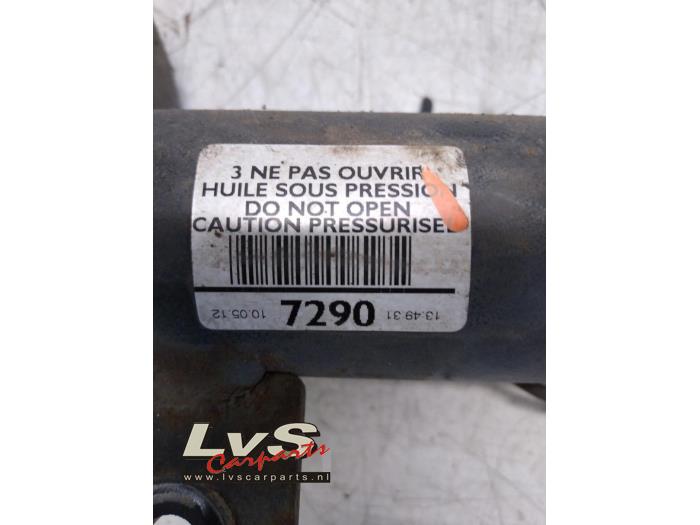 3 NE PAS OUVRIR
HUILE SOUS PRESSION
DO NOT OPEN
CAUTION PRESSURISED
10.05.12 7290 13.49.31
LvS
Carparts
www.lvscarparts.nl